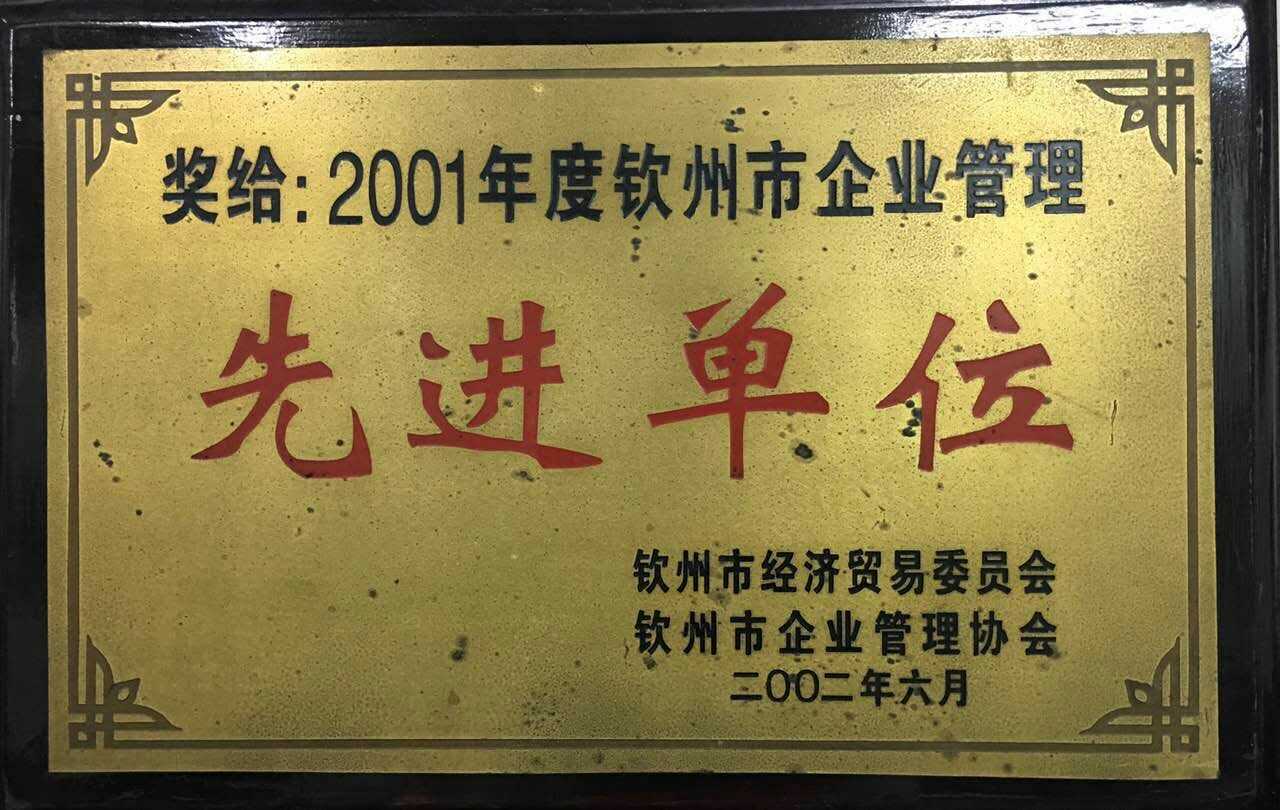 奖给:2001年度钦州市企业管理
先进单位
钦州市经济贸易委员会
钦州市企业管理协会
二00二年六月